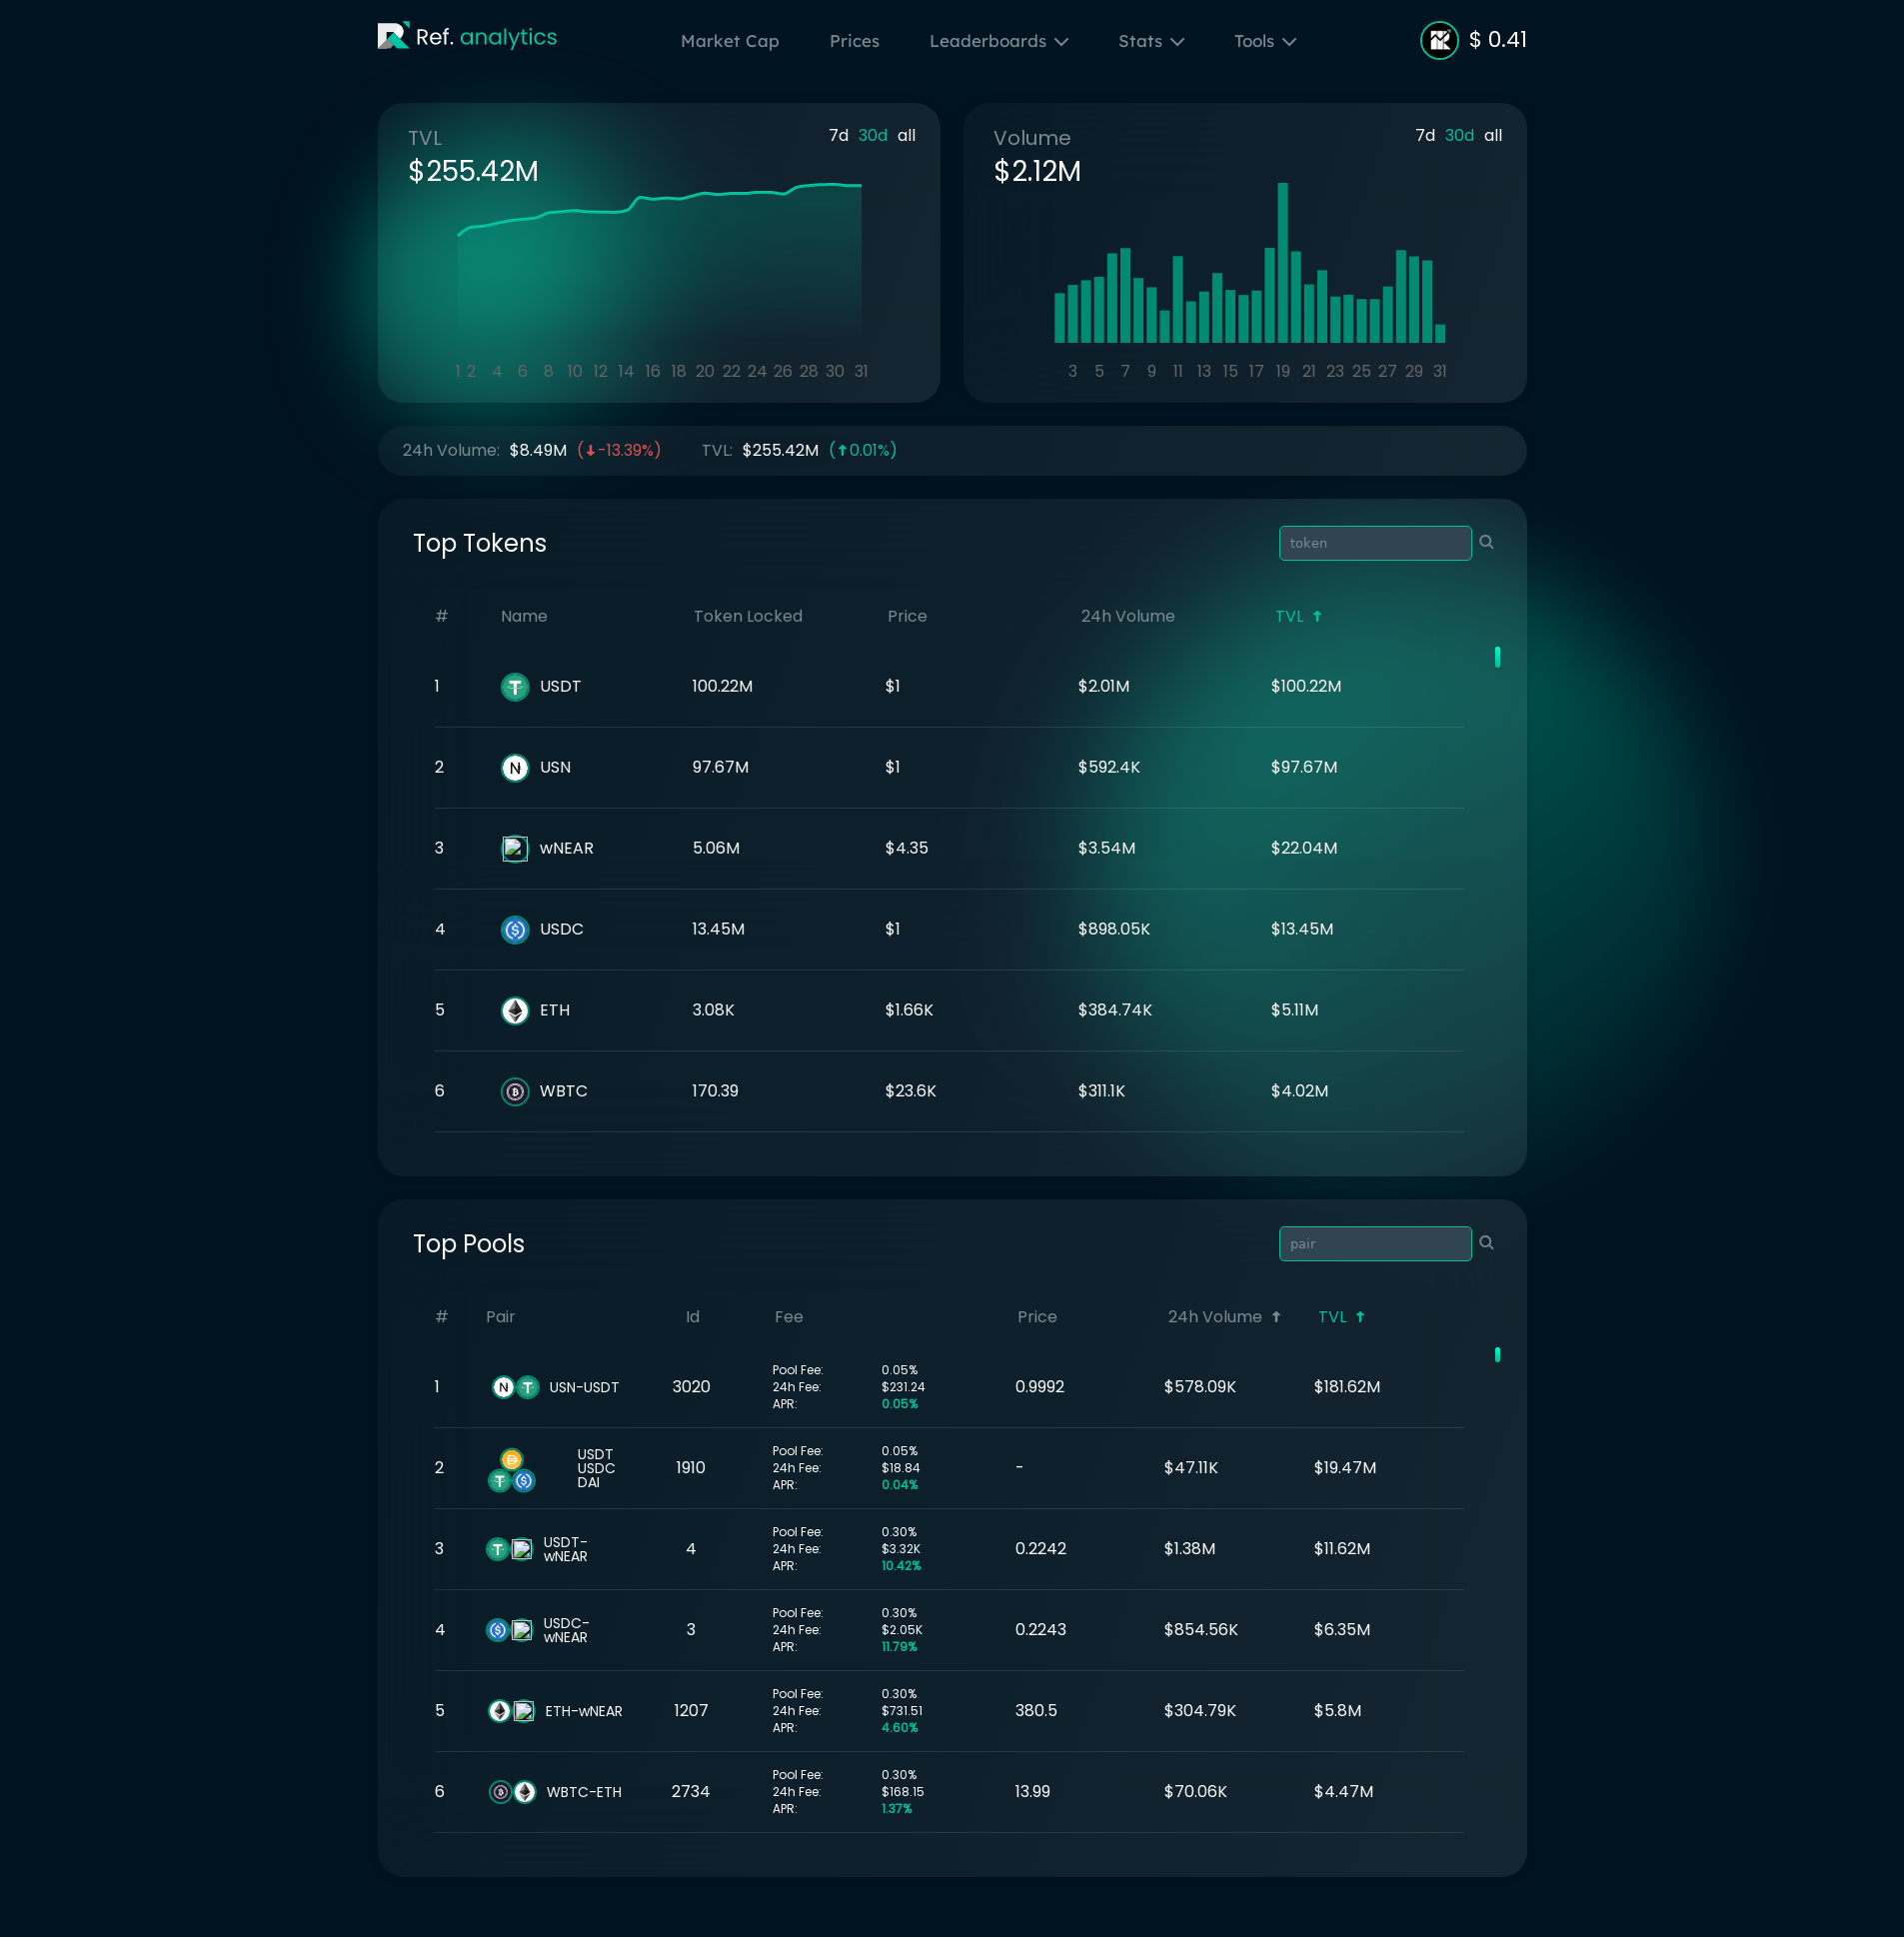 Ref. analytics
Market Cap Prices Leaderboards Stats Tools
$ 0.41
TVL
$255.42M
7d 30d all
1 2 4 6 8 10 12 14 16 18 20 22 24 26 28 30 31
Volume
$2.12M
7d 30d all
3 5 7 9 11 13 15 17 19 21 23 25 27 29 31
24h Volume: $8.49M (↓-13.39%) TVL: $255.42M (↑0.01%)
Top Tokens
token
# Name Token Locked Price 24h Volume TVL ↑
1 USDT 100.22M $1 $2.01M $100.22M
2 USN 97.67M $1 $592.4K $97.67M
3 wNEAR 5.06M $4.35 $3.54M $22.04M
4 USDC 13.45M $1 $898.05K $13.45M
5 ETH 3.08K $1.66K $384.74K $5.11M
6 WBTC 170.39 $23.6K $311.1K $4.02M
Top Pools
pair
# Pair Id Fee Price 24h Volume ↑ TVL ↑
1 USN-USDT 3020
Pool Fee: 0.05%
24h Fee: $231.24
APR: 0.05%
0.9992 $578.09K $181.62M
2
USDT
USDC
DAI
1910
Pool Fee: 0.05%
24h Fee: $18.84
APR: 0.04%
- $47.11K $19.47M
3
USDT-
wNEAR
4
Pool Fee: 0.30%
24h Fee: $3.32K
APR: 10.42%
0.2242 $1.38M $11.62M
4
USDC-
wNEAR
3
Pool Fee: 0.30%
24h Fee: $2.05K
APR: 11.79%
0.2243 $854.56K $6.35M
5 ETH-wNEAR 1207
Pool Fee: 0.30%
24h Fee: $731.51
APR: 4.60%
380.5 $304.79K $5.8M
6 WBTC-ETH 2734
Pool Fee: 0.30%
24h Fee: $168.15
APR: 1.37%
13.99 $70.06K $4.47M